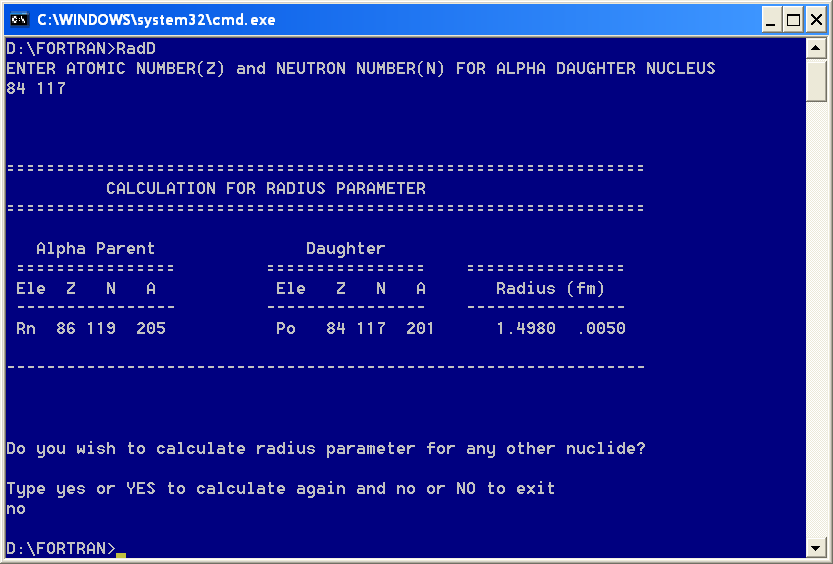 C:\WINDOWS\system32\cmd.exe
D:\FORTRAN>RadD
ENTER ATOMIC NUMBER(Z) and NEUTRON NUMBER(N) FOR ALPHA DAUGHTER NUCLEUS
84 117
================================================================
          CALCULATION FOR RADIUS PARAMETER
================================================================
   Alpha Parent               Daughter
 ================         ================    ================
 Ele  Z   N   A            Ele   Z   N   A       Radius (fm)
 ----------------         ----------------    ----------------
 Rn  86 119  205           Po   84 117  201      1.4980  .0050
----------------------------------------------------------------
Do you wish to calculate radius parameter for any other nuclide?
Type yes or YES to calculate again and no or NO to exit
no
D:\FORTRAN>_